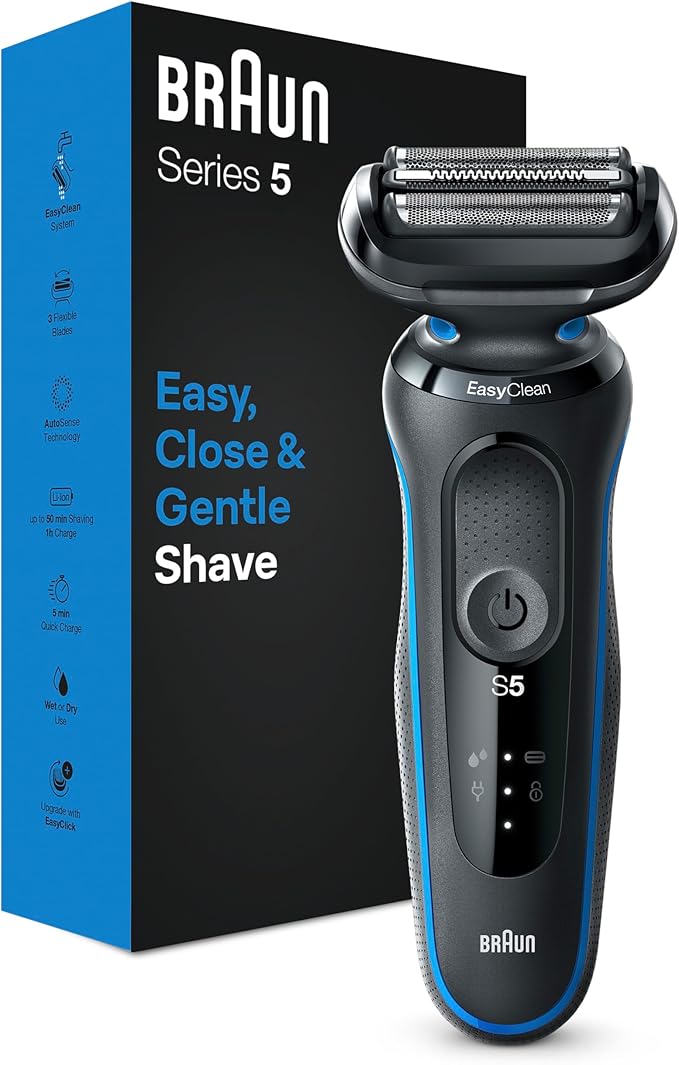 BRAUN
Series 5
Easy,
Close &
Gentle
Shave
EasyClean
System
3 Flexible
Blades
AutoSense
Technology
Li-Ion
up to 50 min Shaving
1h Charge
5 min
Quick Charge
Wet or Dry
Use
Upgrade with
EasyClick
EasyClean
S5
BRAUN